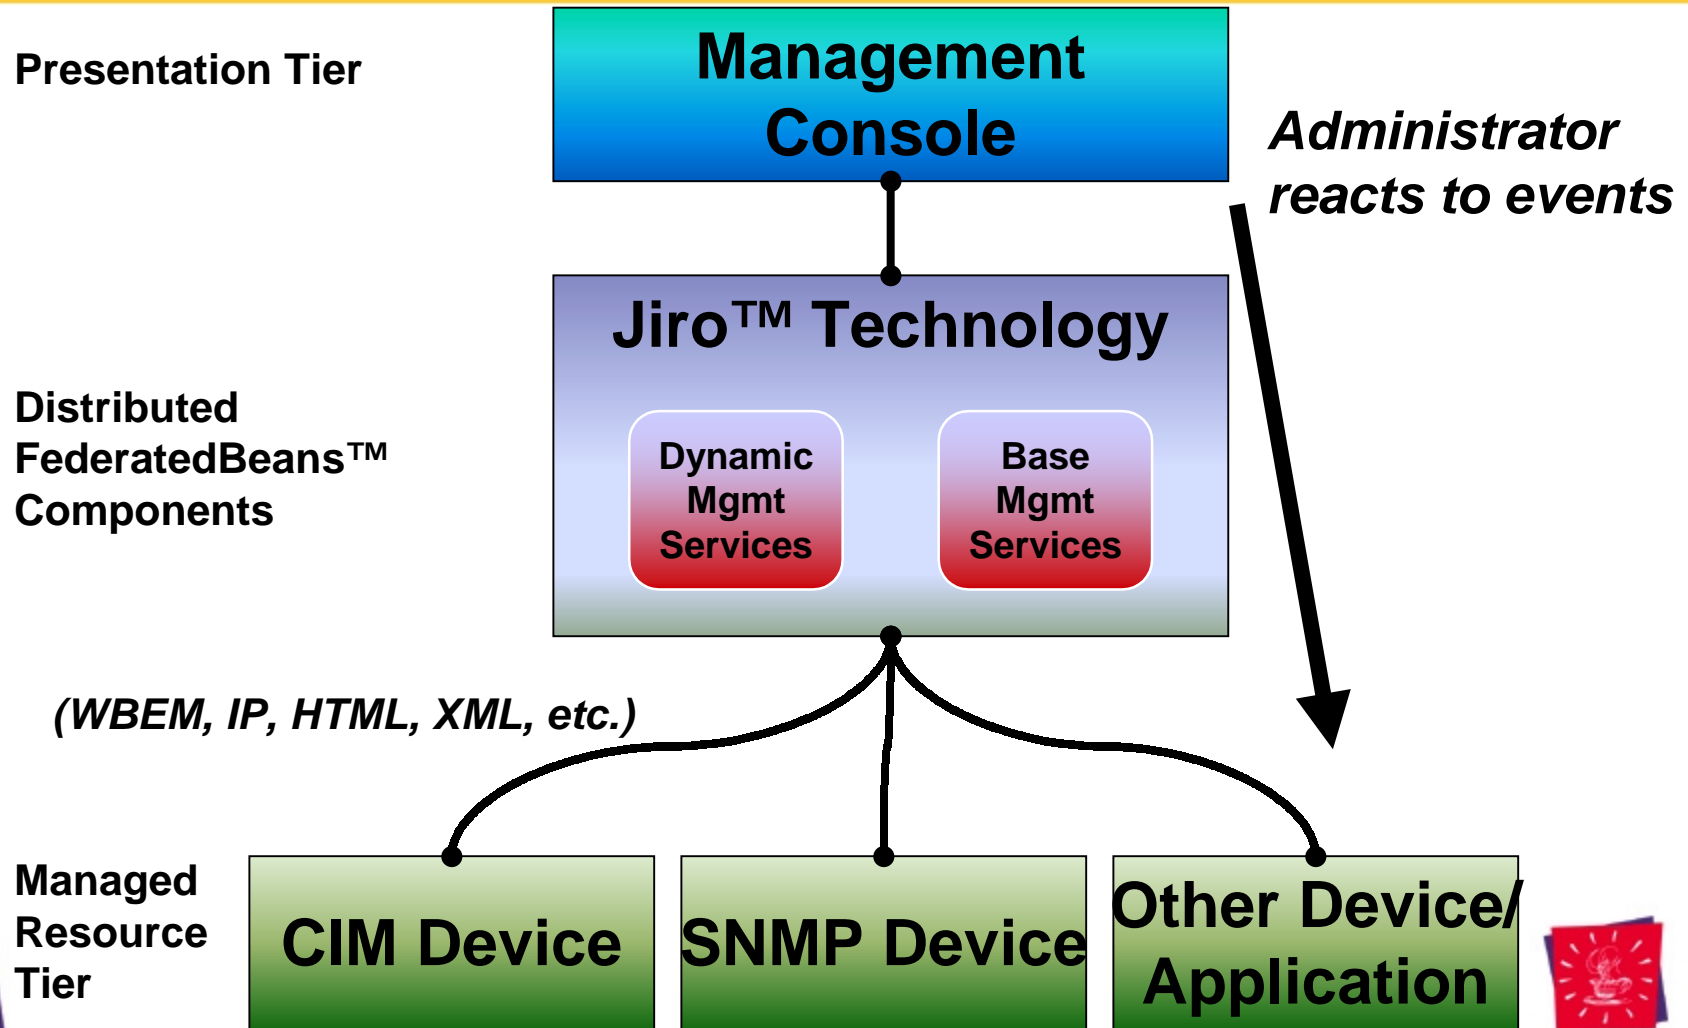 Presentation Tier
Management
Console
Administrator
reacts to events
Jiro™ Technology
Distributed
FederatedBeans™
Components
Dynamic
Mgmt
Services
Base
Mgmt
Services
(WBEM, IP, HTML, XML, etc.)
Managed
Resource
Tier
CIM Device
SNMP Device
Other Device/
Application